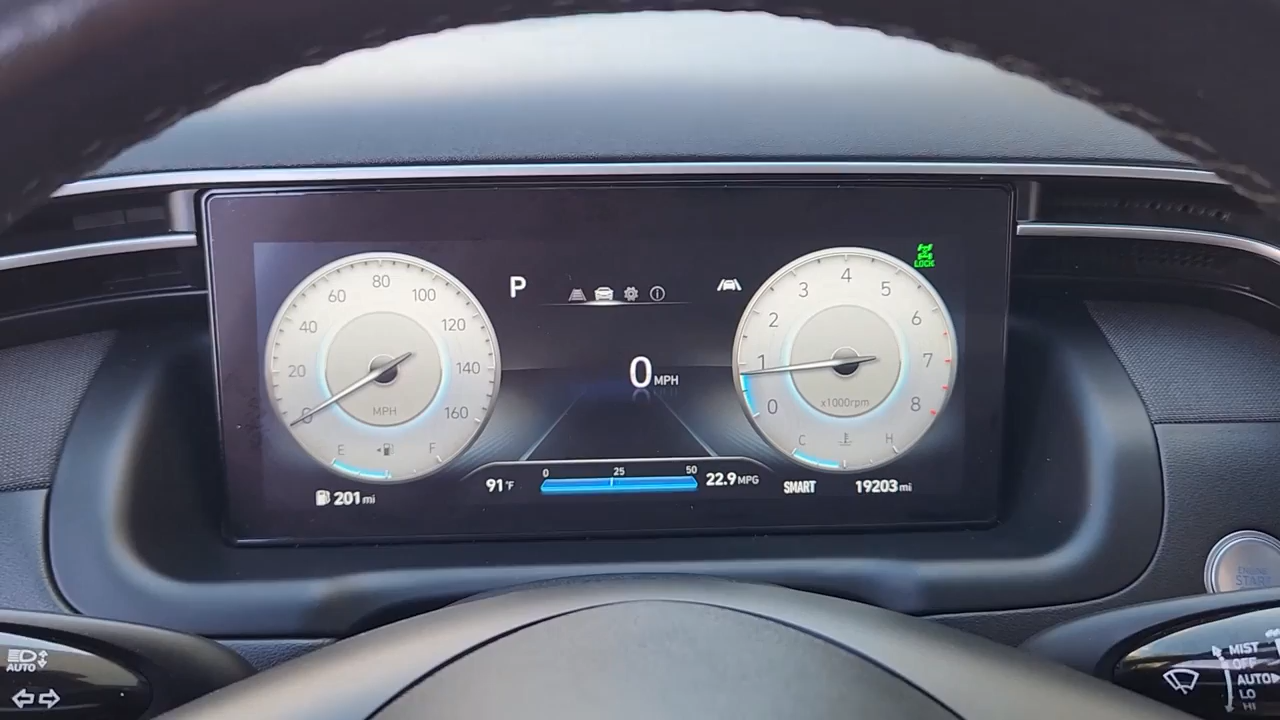 LOCK
P
80
60
100
40
120
20
140
0
160
MPH
E
F
201 mi
0 MPH
0
25
50
91°F
22.9 MPG
4
3
5
2
6
1
7
0
8
x1000rpm
C
H
SMART
19203 mi
ENGINE
START
AUTO
MIST
OFF
AUTO
LO
HI